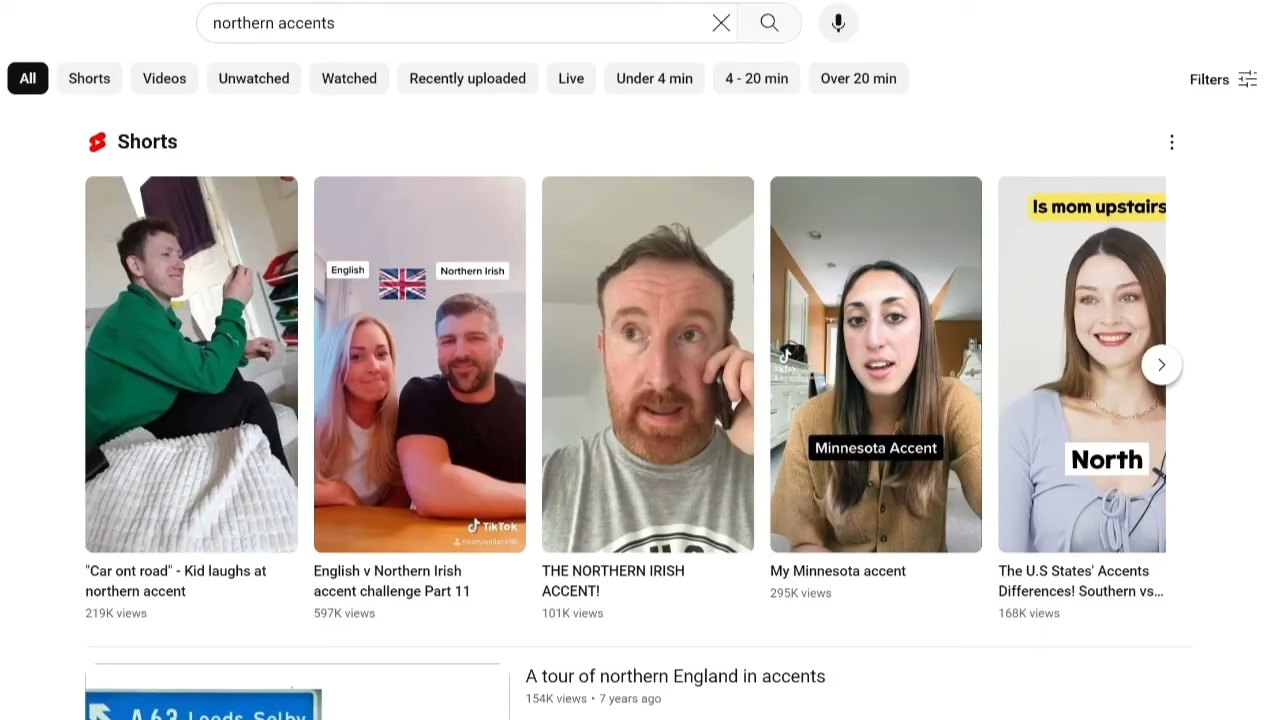 northern accents
All Shorts Videos Unwatched Watched Recently uploaded Live Under 4 min 4 - 20 min Over 20 min Filters
Shorts
English
Northern Irish
TikTok
TikTok
Minnesota Accent
Is mom upstairs
North
"Car ont road" - Kid laughs at
northern accent
219K views
English v Northern Irish
accent challenge Part 11
597K views
THE NORTHERN IRISH
ACCENT!
101K views
My Minnesota accent
295K views
The U.S States' Accents
Differences! Southern vs...
168K views
A tour of northern England in accents
154K views • 7 years ago
A63 Leeds Selby